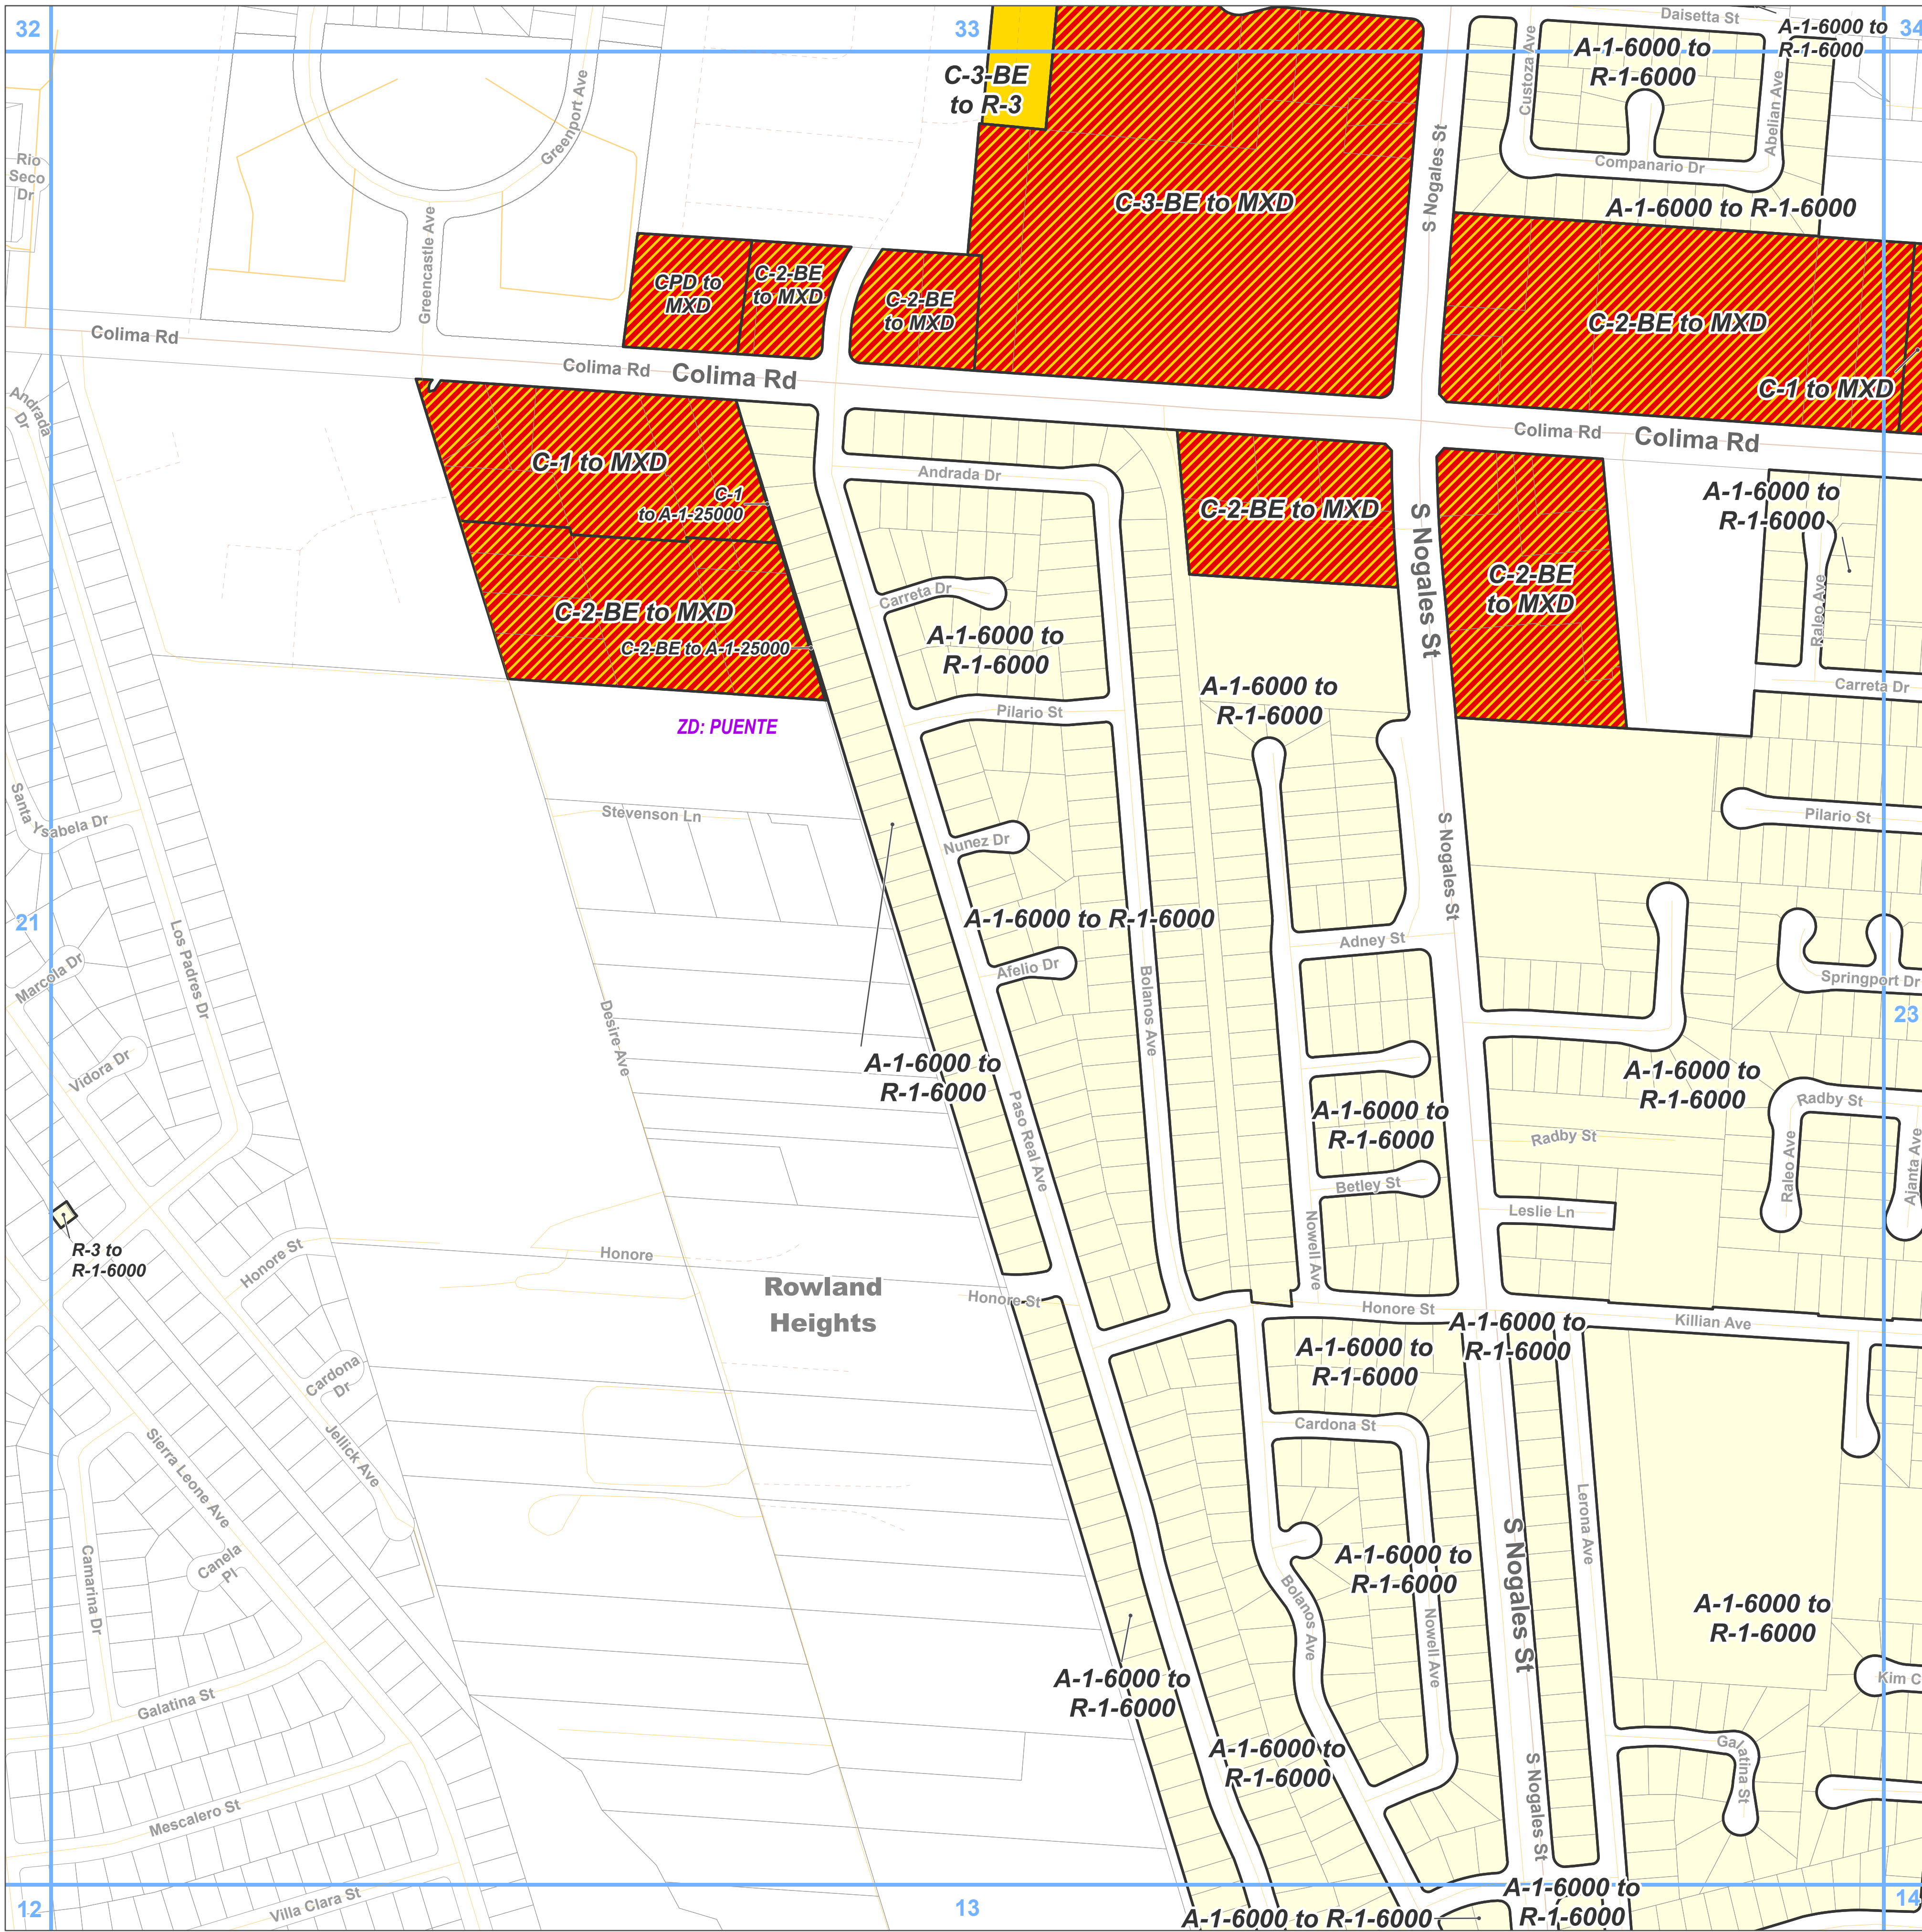 32
33
34
Daisetta St
A-1-6000 to
R-1-6000
A-1-6000 to
R-1-6000
C-3-BE
to R-3
Custoza Ave
Abelian Ave
Greenport Ave
Rio
Seco
Dr
Companario Dr
S Nogales St
C-3-BE to MXD
A-1-6000 to R-1-6000
Greencastle Ave
CPD to
MXD
C-2-BE
to MXD
C-2-BE
to MXD
C-2-BE to MXD
Colima Rd
Colima Rd
Colima Rd
C-1 to MXD
Andrada
Dr
Colima Rd
Colima Rd
C-1 to MXD
Andrada Dr
C-1
to A-1-25000
C-2-BE to MXD
A-1-6000 to
R-1-6000
S Nogales St
C-2-BE
to MXD
C-2-BE to MXD
Carreta Dr
Raleo Ave
C-2-BE to A-1-25000
A-1-6000 to
R-1-6000
Carreta Dr
A-1-6000 to
R-1-6000
Pilario St
ZD: PUENTE
Santa
Ysabela Dr
Stevenson Ln
Nunez Dr
Pilario St
S Nogales St
21
A-1-6000 to R-1-6000
Adney St
Los Padres Dr
Marcola Dr
Afelio Dr
Springport Dr
Bolanos Ave
23
Desire Ave
Vidora Dr
A-1-6000 to
R-1-6000
A-1-6000 to
R-1-6000
A-1-6000 to
R-1-6000
Radby St
Radby St
Paso Real Ave
Raleo Ave
Ajanta Ave
Betley St
Leslie Ln
R-3 to
R-1-6000
Honore St
Honore
Nowell Ave
Rowland
Heights
Honore St
Honore St
Killian Ave
A-1-6000 to
R-1-6000
A-1-6000 to
R-1-6000
Cardona
Dr
Cardona St
Jellick Ave
Sierra Leone Ave
Lerona Ave
S Nogales St
Canela
Pl
Camarina Dr
A-1-6000 to
R-1-6000
Bolanos Ave
Nowell Ave
A-1-6000 to
R-1-6000
A-1-6000 to
R-1-6000
Kim C
Galatina St
A-1-6000 to
R-1-6000
Galatina St
S Nogales St
Mescalero St
Villa Clara St
12
13
A-1-6000 to R-1-6000
A-1-6000 to
R-1-6000
14